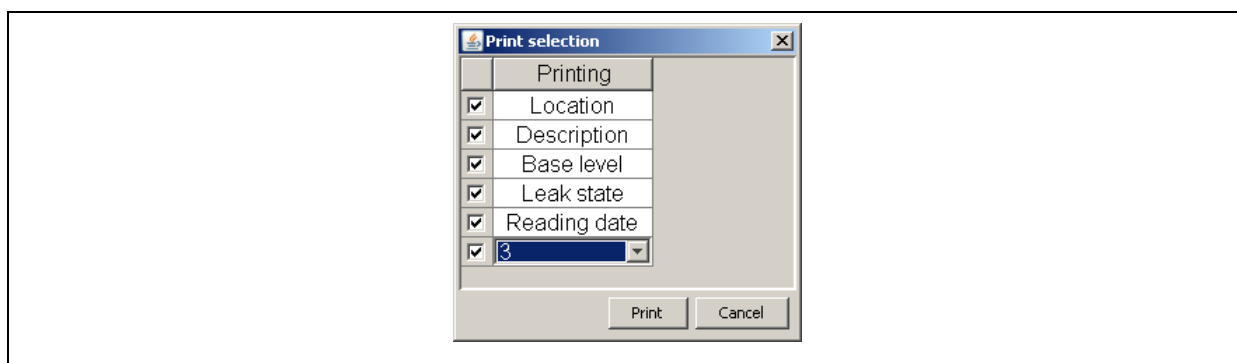 Print selection
Printing
Location
Description
Base level
Leak state
Reading date
3
Print Cancel